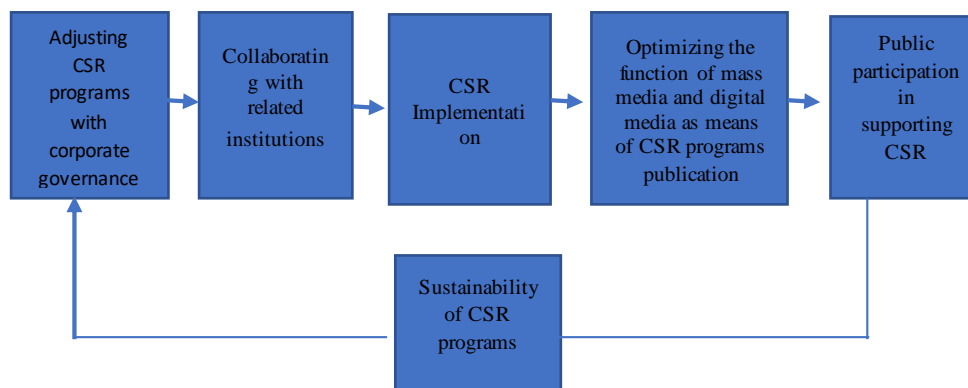 Adjusting
CSR
programs
with
corporate
governance
Collaboratin
g with
related
institutions
CSR
Implementati
on
Optimizing the
function of mass
media and digital
media as means
of CSR programs
publication
Public
participation
in
supporting
CSR
Sustainability
of CSR
programs